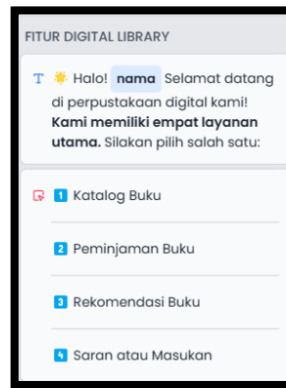 FITUR DIGITAL LIBRARY
T 🌟 Halo! nama Selamat datang
di perpustakaan digital kami!
Kami memiliki empat layanan
utama. Silakan pilih salah satu:
1 Katalog Buku
2 Peminjaman Buku
3 Rekomendasi Buku
4 Saran atau Masukan